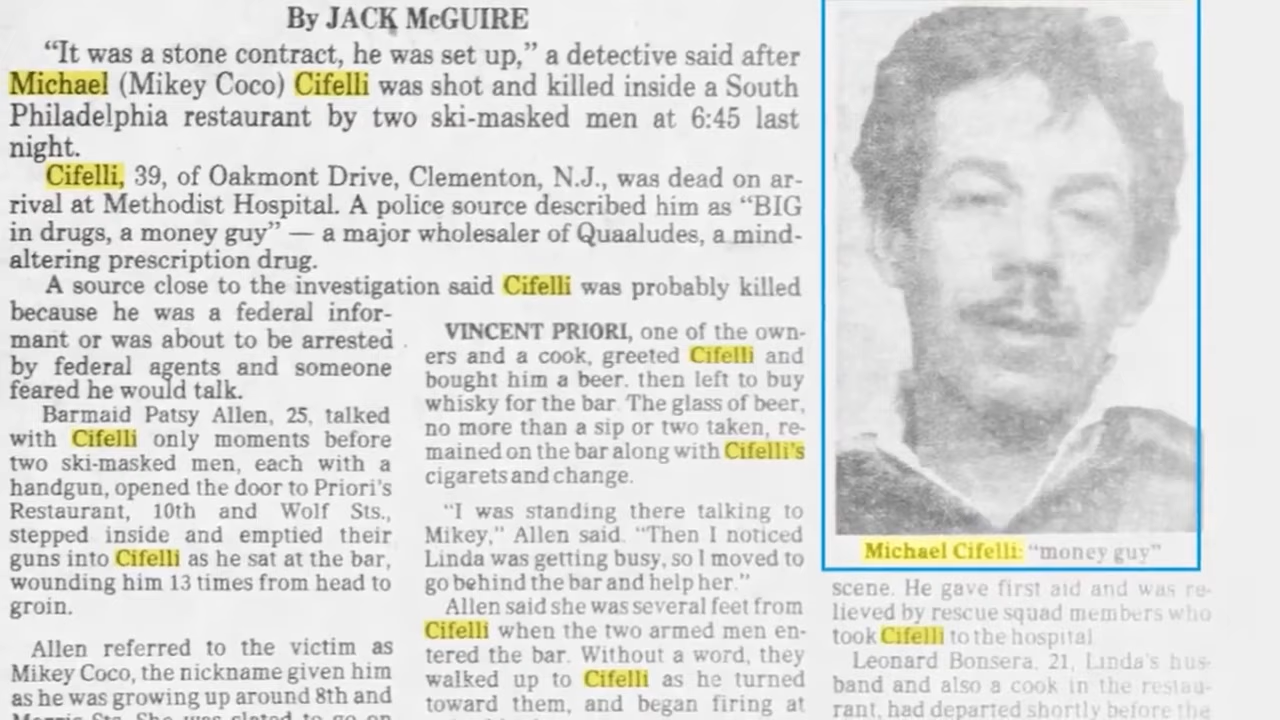 By JACK McGUIRE
“It was a stone contract, he was set up,” a detective said after
Michael (Mikey Coco) Cifelli was shot and killed inside a South
Philadelphia restaurant by two ski-masked men at 6:45 last
night.
Cifelli, 39, of Oakmont Drive, Clementon, N.J., was dead on ar-
rival at Methodist Hospital. A police source described him as “BIG
in drugs, a money guy” — a major wholesaler of Quaaludes, a mind-
altering prescription drug.
A source close to the investigation said Cifelli was probably killed
because he was a federal infor-
mant or was about to be arrested
by federal agents and someone
feared he would talk.
Barmaid Patsy Allen, 25, talked
with Cifelli only moments before
two ski-masked men, each with a
handgun, opened the door to Priori's
Restaurant, 10th and Wolf Sts.,
stepped inside and emptied their
guns into Cifelli as he sat at the bar,
wounding him 13 times from head to
groin.
Allen referred to the victim as
Mikey Coco, the nickname given him
as he was growing up around 8th and
Morris Sts. She was slated to go on
VINCENT PRIORI, one of the own-
ers and a cook, greeted Cifelli and
bought him a beer. then left to buy
whisky for the bar. The glass of beer,
no more than a sip or two taken, re-
mained on the bar along with Cifelli's
cigarets and change.
“I was standing there talking to
Mikey,” Allen said. “Then I noticed
Linda was getting busy, so I moved to
go behind the bar and help her.”
Allen said she was several feet from
Cifelli when the two armed men en-
tered the bar. Without a word, they
walked up to Cifelli as he turned
toward them, and began firing at
Michael Cifelli: “money guy”
scene. He gave first aid and was re-
lieved by rescue squad members who
took Cifelli to the hospital.
Leonard Bonsera, 21, Linda's hus-
band and also a cook in the restau-
rant, had departed shortly before the